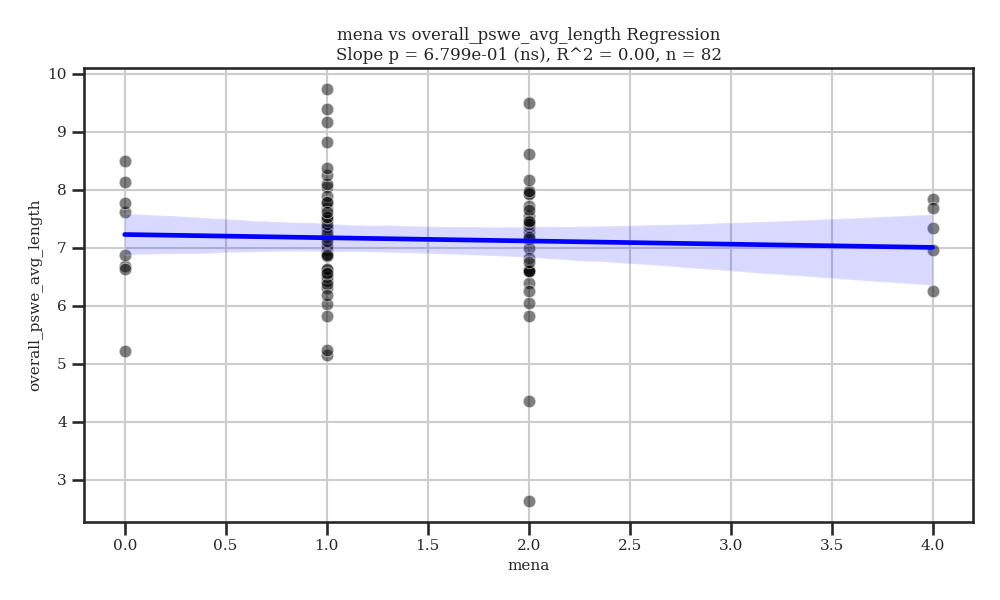 mena vs overall_pswe_avg_length Regression
Slope p = 6.799e-01 (ns), R^2 = 0.00, n = 82
10
9
8
7
6
5
4
3
overall_pswe_avg_length
0.0 0.5 1.0 1.5 2.0 2.5 3.0 3.5 4.0
mena